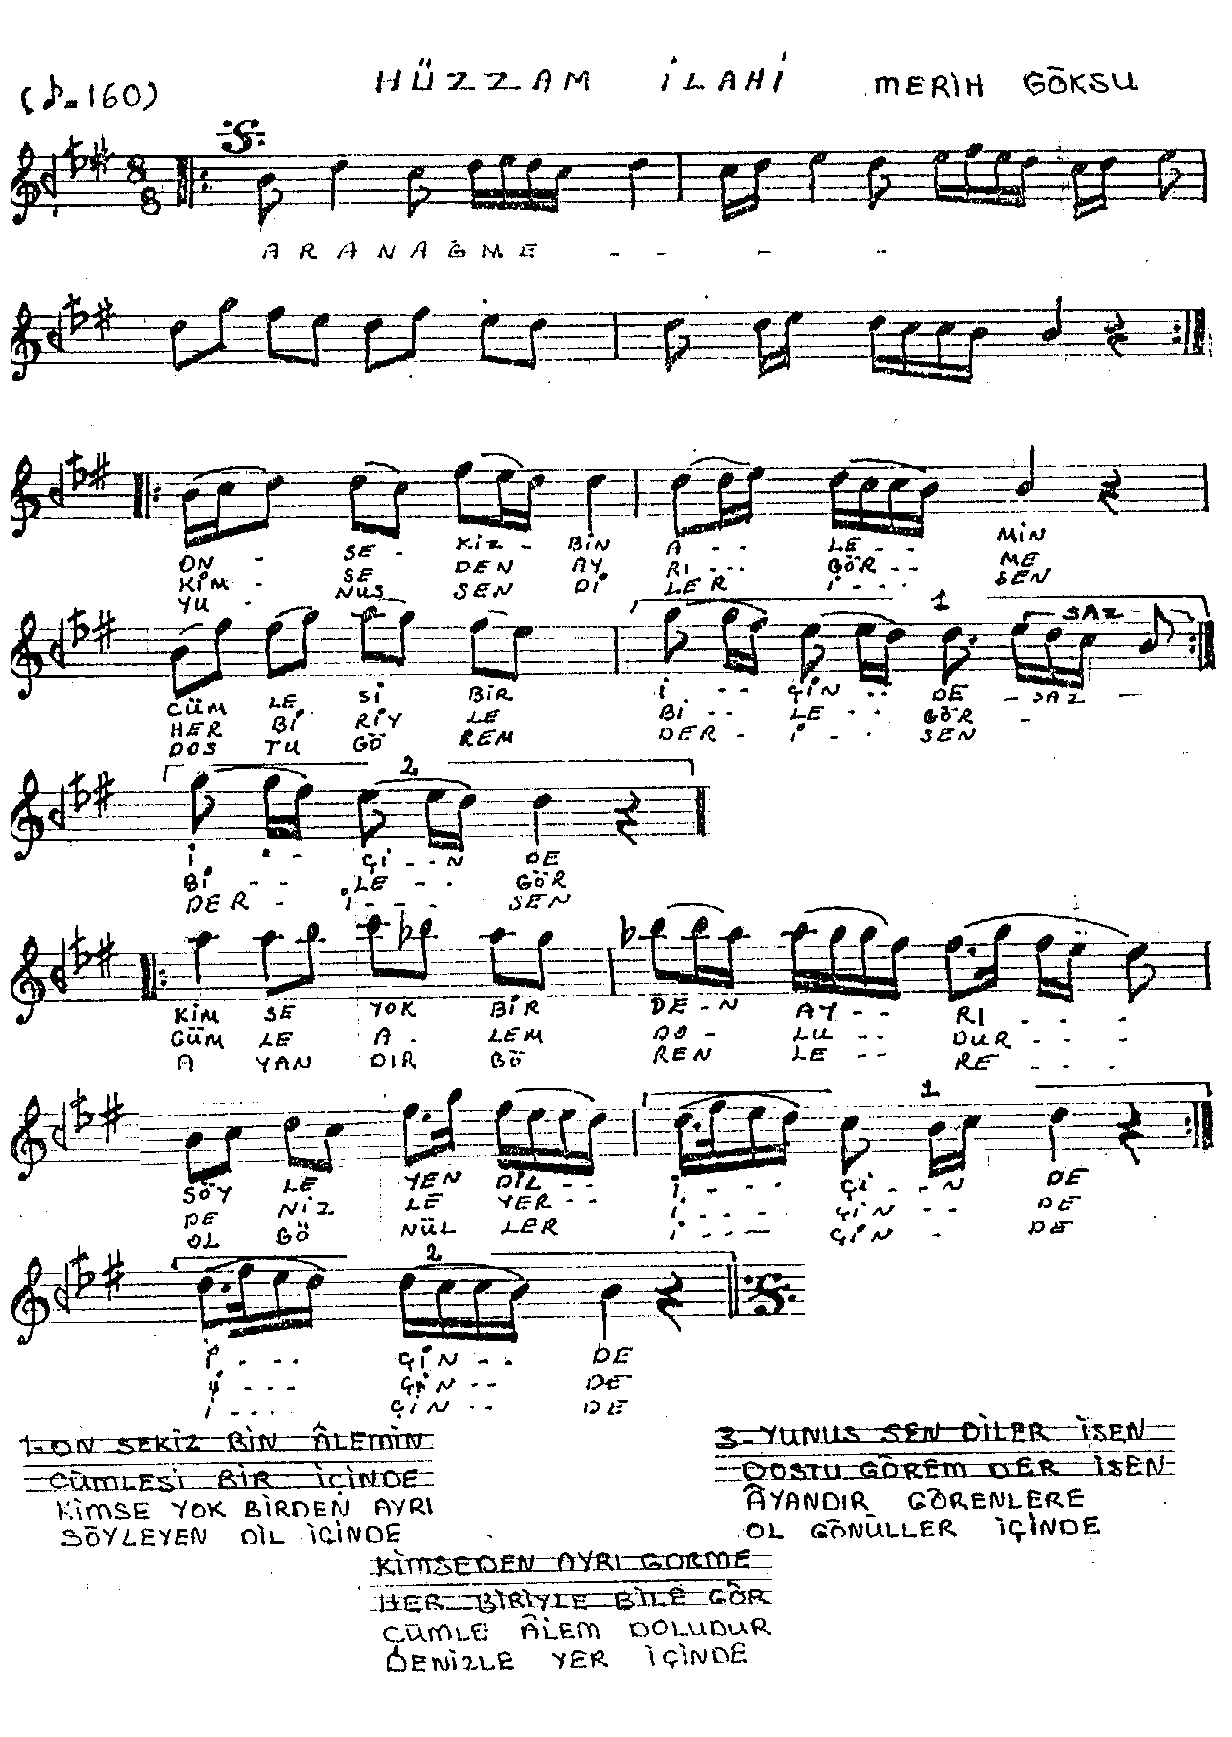 (♪=160) HÜZZAM İLAHİ MERİH GÖKSU
8
8
ARANAĞME - - - -
ON - SE - KİZ - BİN A - - LE - - MİN
KİM - SE DEN AY RI - - - GÖR - - ME
YU - NUS SEN Dİ LER İ - - - SEN
1 SAZ
CÜM LE Sİ BİR İ - - ÇİN - - DE - SAZ -
HER Bİ RİY LE Bİ - - LE - - GÖR -
DOS TU GÖ REM DER - İ - - SEN
2
İ - - Çİ - - N DE
Bİ - - LE - - GÖR
DER - İ - - - SEN
KİM SE YOK BİR DE - N AY - - RI - - -
CÜM LE A - LEM DO - LU - - DUR - - -
A YAN DIR GÖ REN LE - - RE - - -
1
SÖY LE YEN DİL - - İ - - - Çİ - - N DE
DE NİZ LE YER - - İ - - - ÇİN - - DE
OL GÖ NÜL LER İ - - - ÇİN - DE
2
İ - - - ÇİN - - DE
İ - - - ÇİN - - DE
İ - - - ÇİN - - DE
1-ON SEKİZ BİN ÂLEMİN
CÜMLESİ BİR İÇİNDE
KİMSE YOK BİRDEN AYRI
SÖYLEYEN DİL İÇİNDE
3-YUNUS SEN DİLER İSEN
DOSTU GÖREM DER İSEN
ÂYANDIR GÖRENLERE
OL GÖNÜLLER İÇİNDE
KİMSEDEN AYRI GÖRME
HER BİRİYLE BİLE GÖR
CÜMLE ÂLEM DOLUDUR
DENİZLE YER İÇİNDE